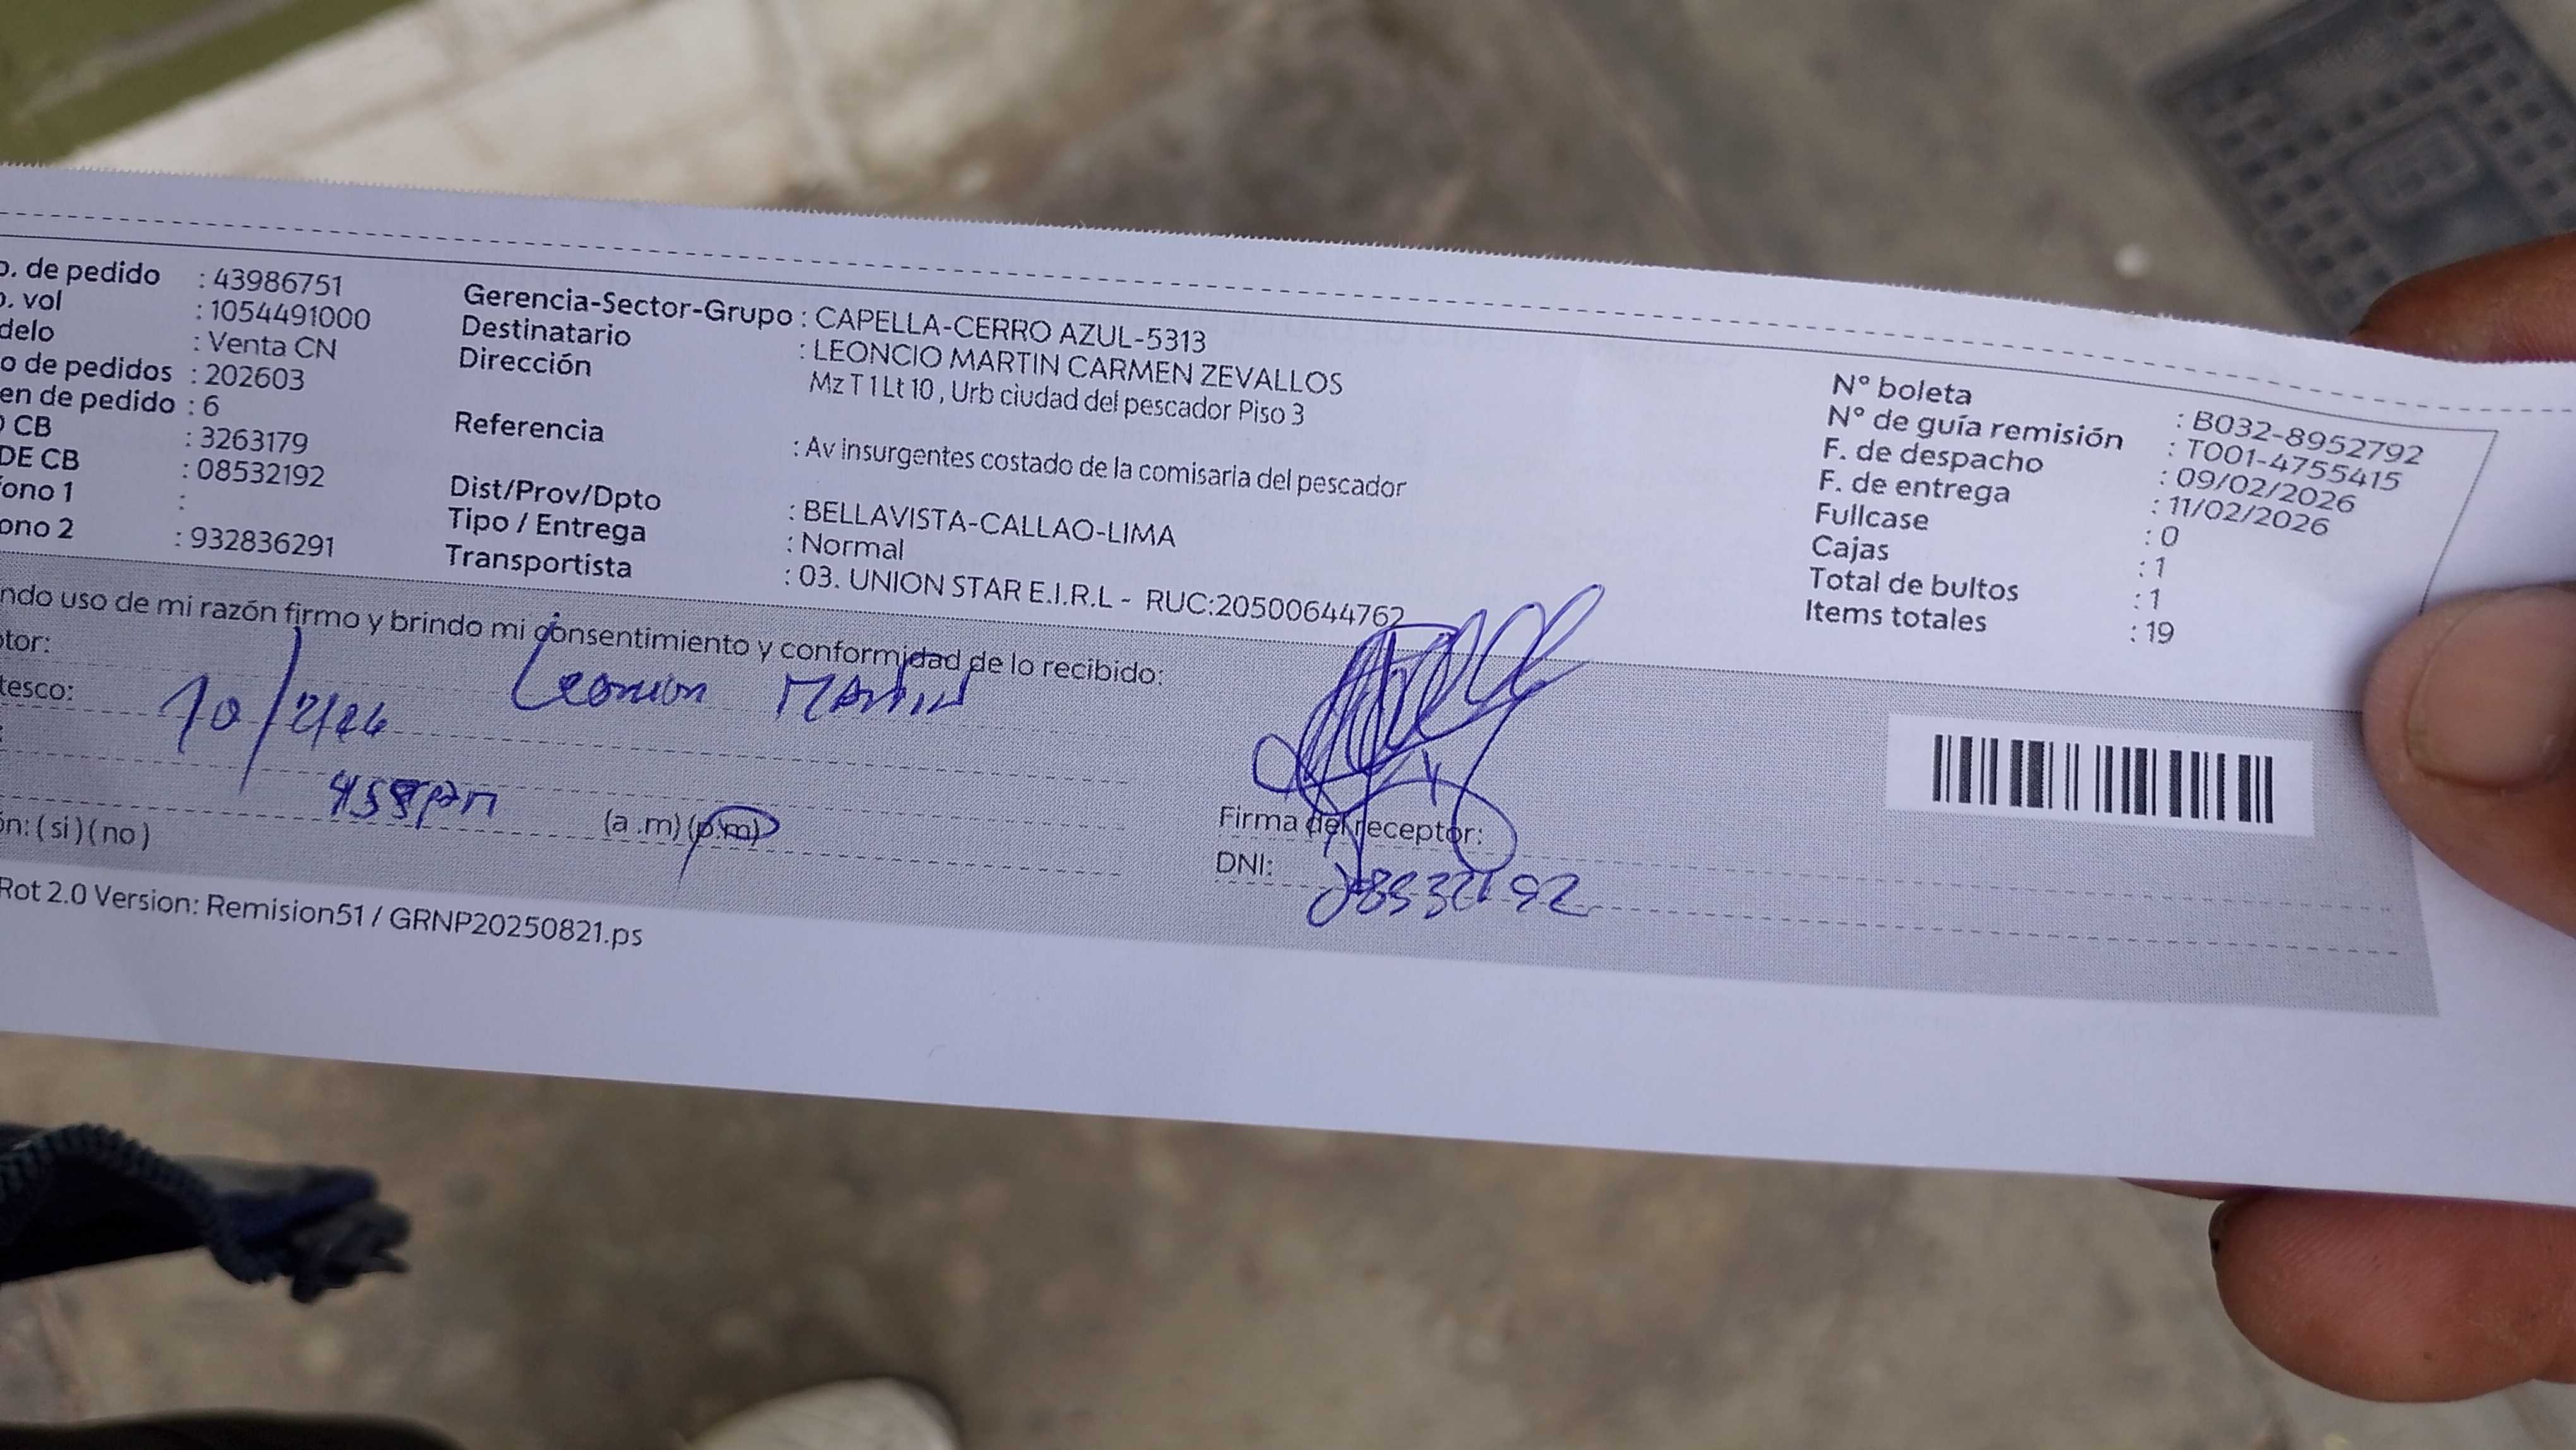 o. de pedido : 43986751
o. vol : 1054491000
delo : Venta CN
o de pedidos : 202603
en de pedido : 6
O CB : 3263179
DE CB : 08532192
fono 1 :
ono 2 : 932836291
Gerencia-Sector-Grupo : CAPELLA-CERRO AZUL-5313
Destinatario : LEONCIO MARTIN CARMEN ZEVALLOS
Dirección Mz T 1 Lt 10 , Urb ciudad del pescador Piso 3
Referencia : Av insurgentes costado de la comisaria del pescador
Dist/Prov/Dpto : BELLAVISTA-CALLAO-LIMA
Tipo / Entrega : Normal
Transportista : 03. UNION STAR E.I.R.L - RUC:20500644762
N° boleta : B032-8952792
N° de guía remisión : T001-4755415
F. de despacho : 09/02/2026
F. de entrega : 11/02/2026
Fullcase : 0
Cajas : 1
Total de bultos : 1
Items totales : 19
ndo uso de mi razón firmo y brindo mi consentimiento y conformidad de lo recibido:
ptor: Martin
tesco: 10/2/26
: 458pm (a .m) (p.m)
ón: ( si ) ( no )
Firma del receptor:
DNI: 08532192
Rot 2.0 Version: Remision51 / GRNP20250821.ps